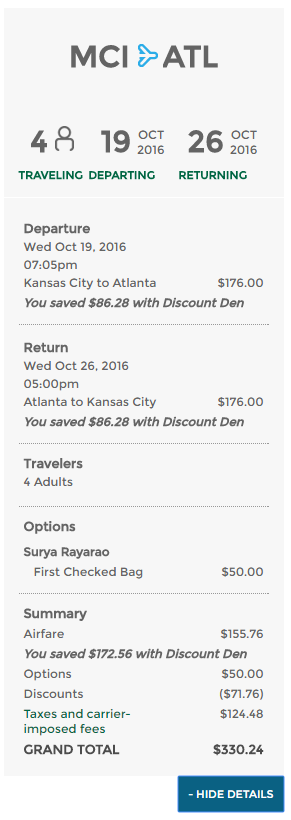 MCI ATL
4 19 OCT 2016 26 OCT 2016
TRAVELING DEPARTING RETURNING
Departure
Wed Oct 19, 2016
07:05pm
Kansas City to Atlanta $176.00
You saved $86.28 with Discount Den
Return
Wed Oct 26, 2016
05:00pm
Atlanta to Kansas City $176.00
You saved $86.28 with Discount Den
Travelers
4 Adults
Options
Surya Rayarao
First Checked Bag $50.00
Summary
Airfare $155.76
You saved $172.56 with Discount Den
Options $50.00
Discounts ($71.76)
Taxes and carrier- $124.48
imposed fees
GRAND TOTAL $330.24
- HIDE DETAILS